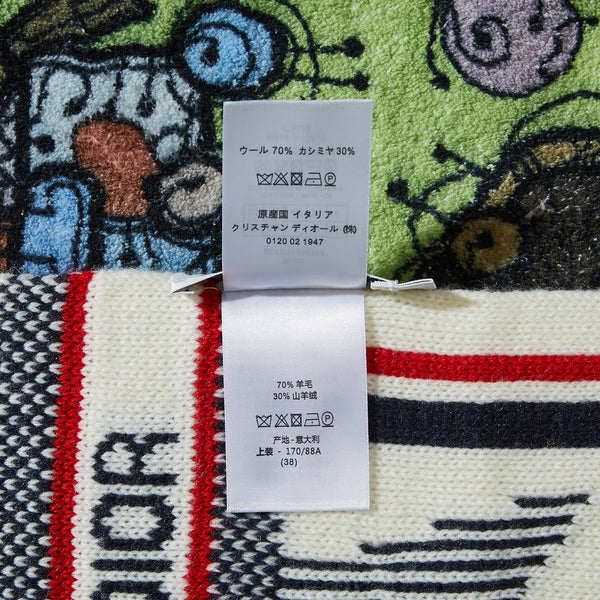 ウール 70% カシミヤ 30%
原産国 イタリア
クリスチャン ディオール ㈱
0120 02 1947
70% 羊毛
30% 山羊绒
产地 - 意大利
上装 - 170/88A
(38)
DIOR